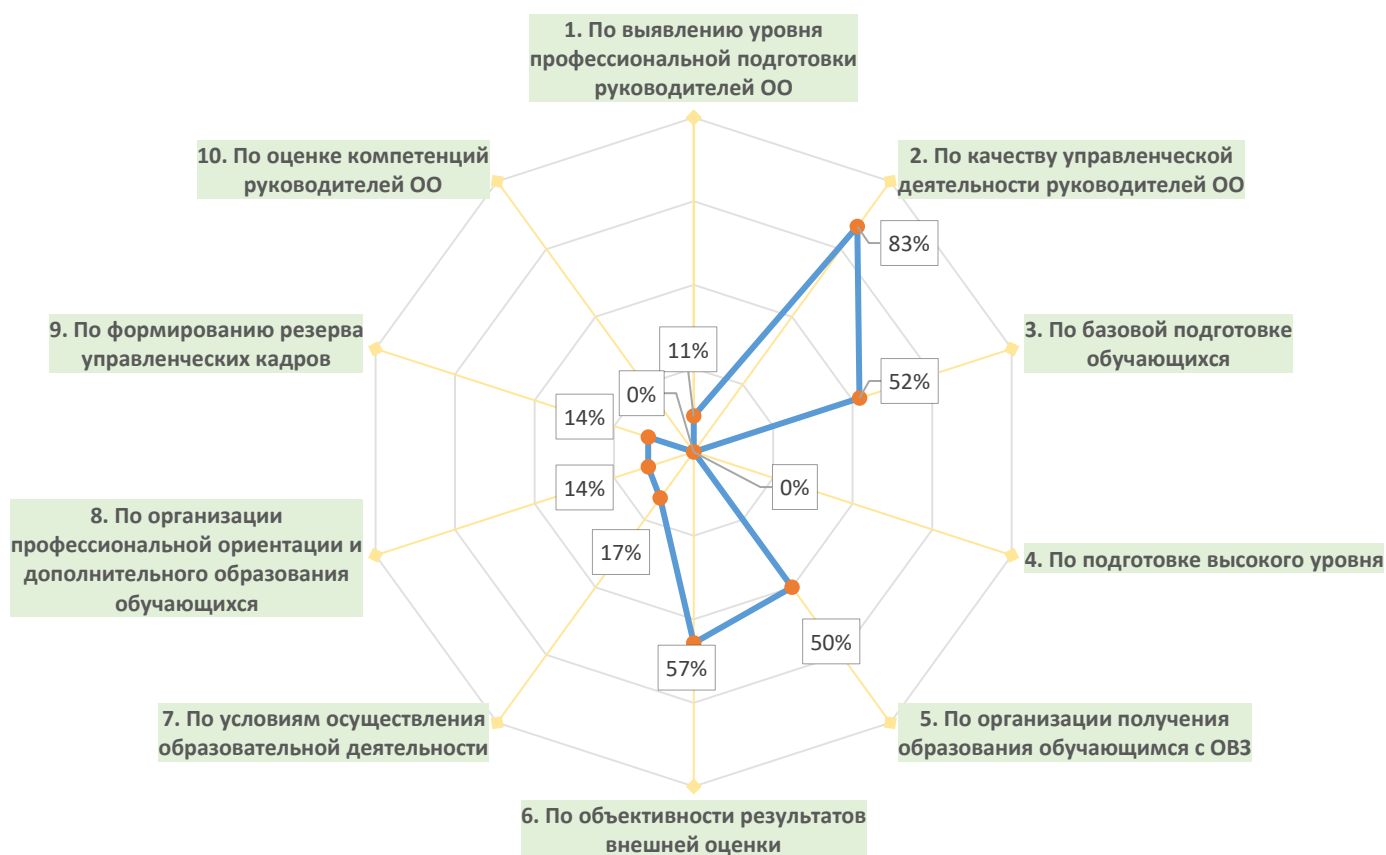 1. По выявлению уровня
профессиональной подготовки
руководителей ОО
10. По оценке компетенций
руководителей ОО
2. По качеству управленческой
деятельности руководителей ОО
83%
9. По формированию резерва
управленческих кадров
3. По базовой подготовке
обучающихся
11%
52%
0%
14%
14%
0%
8. По организации
профессиональной ориентации и
дополнительного образования
обучающихся
4. По подготовке высокого уровня
17%
50%
57%
7. По условиям осуществления
образовательной деятельности
5. По организации получения
образования обучающимся с ОВЗ
6. По объективности результатов
внешней оценки